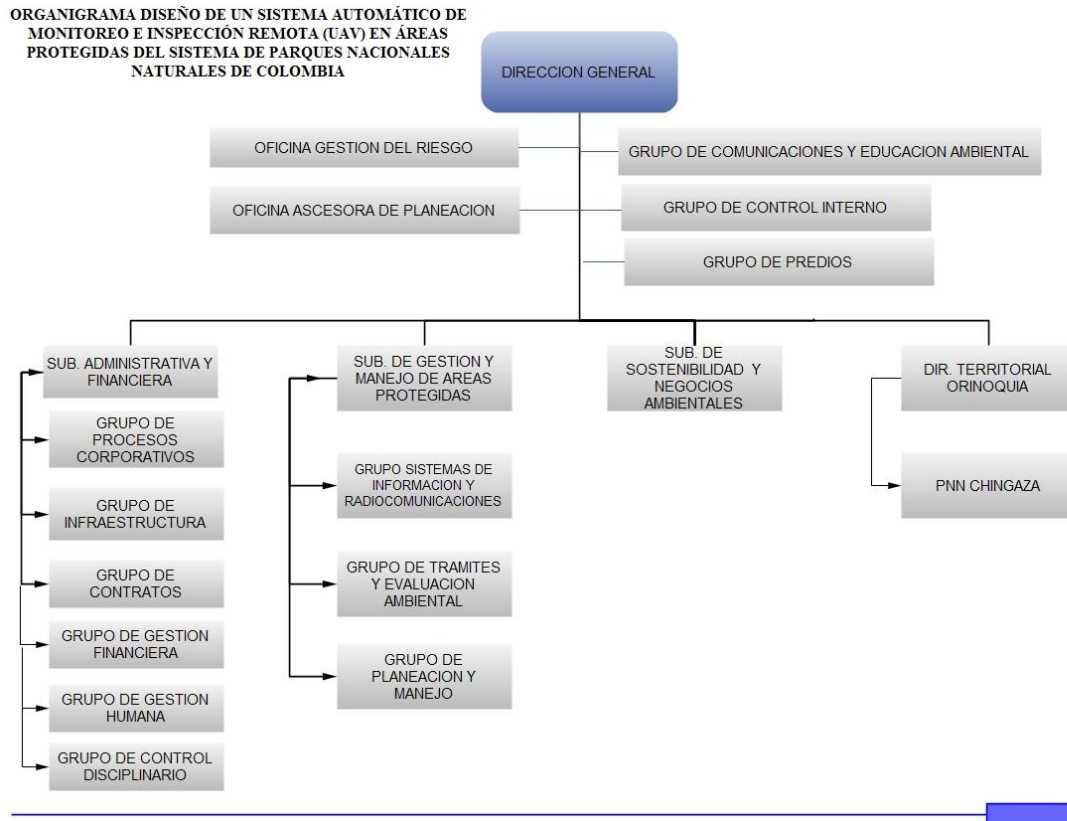 ORGANIGRAMA DISEÑO DE UN SISTEMA AUTOMÁTICO DE
MONITOREO E INSPECCIÓN REMOTA (UAV) EN ÁREAS
PROTEGIDAS DEL SISTEMA DE PARQUES NACIONALES
NATURALES DE COLOMBIA
DIRECCION GENERAL
OFICINA GESTION DEL RIESGO
GRUPO DE COMUNICACIONES Y EDUCACION AMBIENTAL
OFICINA ASCESORA DE PLANEACION
GRUPO DE CONTROL INTERNO
GRUPO DE PREDIOS
SUB. ADMINISTRATIVA Y
FINANCIERA
GRUPO DE
PROCESOS
CORPORATIVOS
GRUPO DE
INFRAESTRUCTURA
GRUPO DE
CONTRATOS
GRUPO DE GESTION
FINANCIERA
GRUPO DE GESTION
HUMANA
GRUPO DE CONTROL
DISCIPLINARIO
SUB. DE GESTION Y
MANEJO DE AREAS
PROTEGIDAS
GRUPO SISTEMAS DE
INFORMACION Y
RADIOCOMUNICACIONES
GRUPO DE TRAMITES
Y EVALUACION
AMBIENTAL
GRUPO DE
PLANEACION Y
MANEJO
SUB. DE
SOSTENIBILIDAD Y
NEGOCIOS
AMBIENTALES
DIR. TERRITORIAL
ORINOQUIA
PNN CHINGAZA